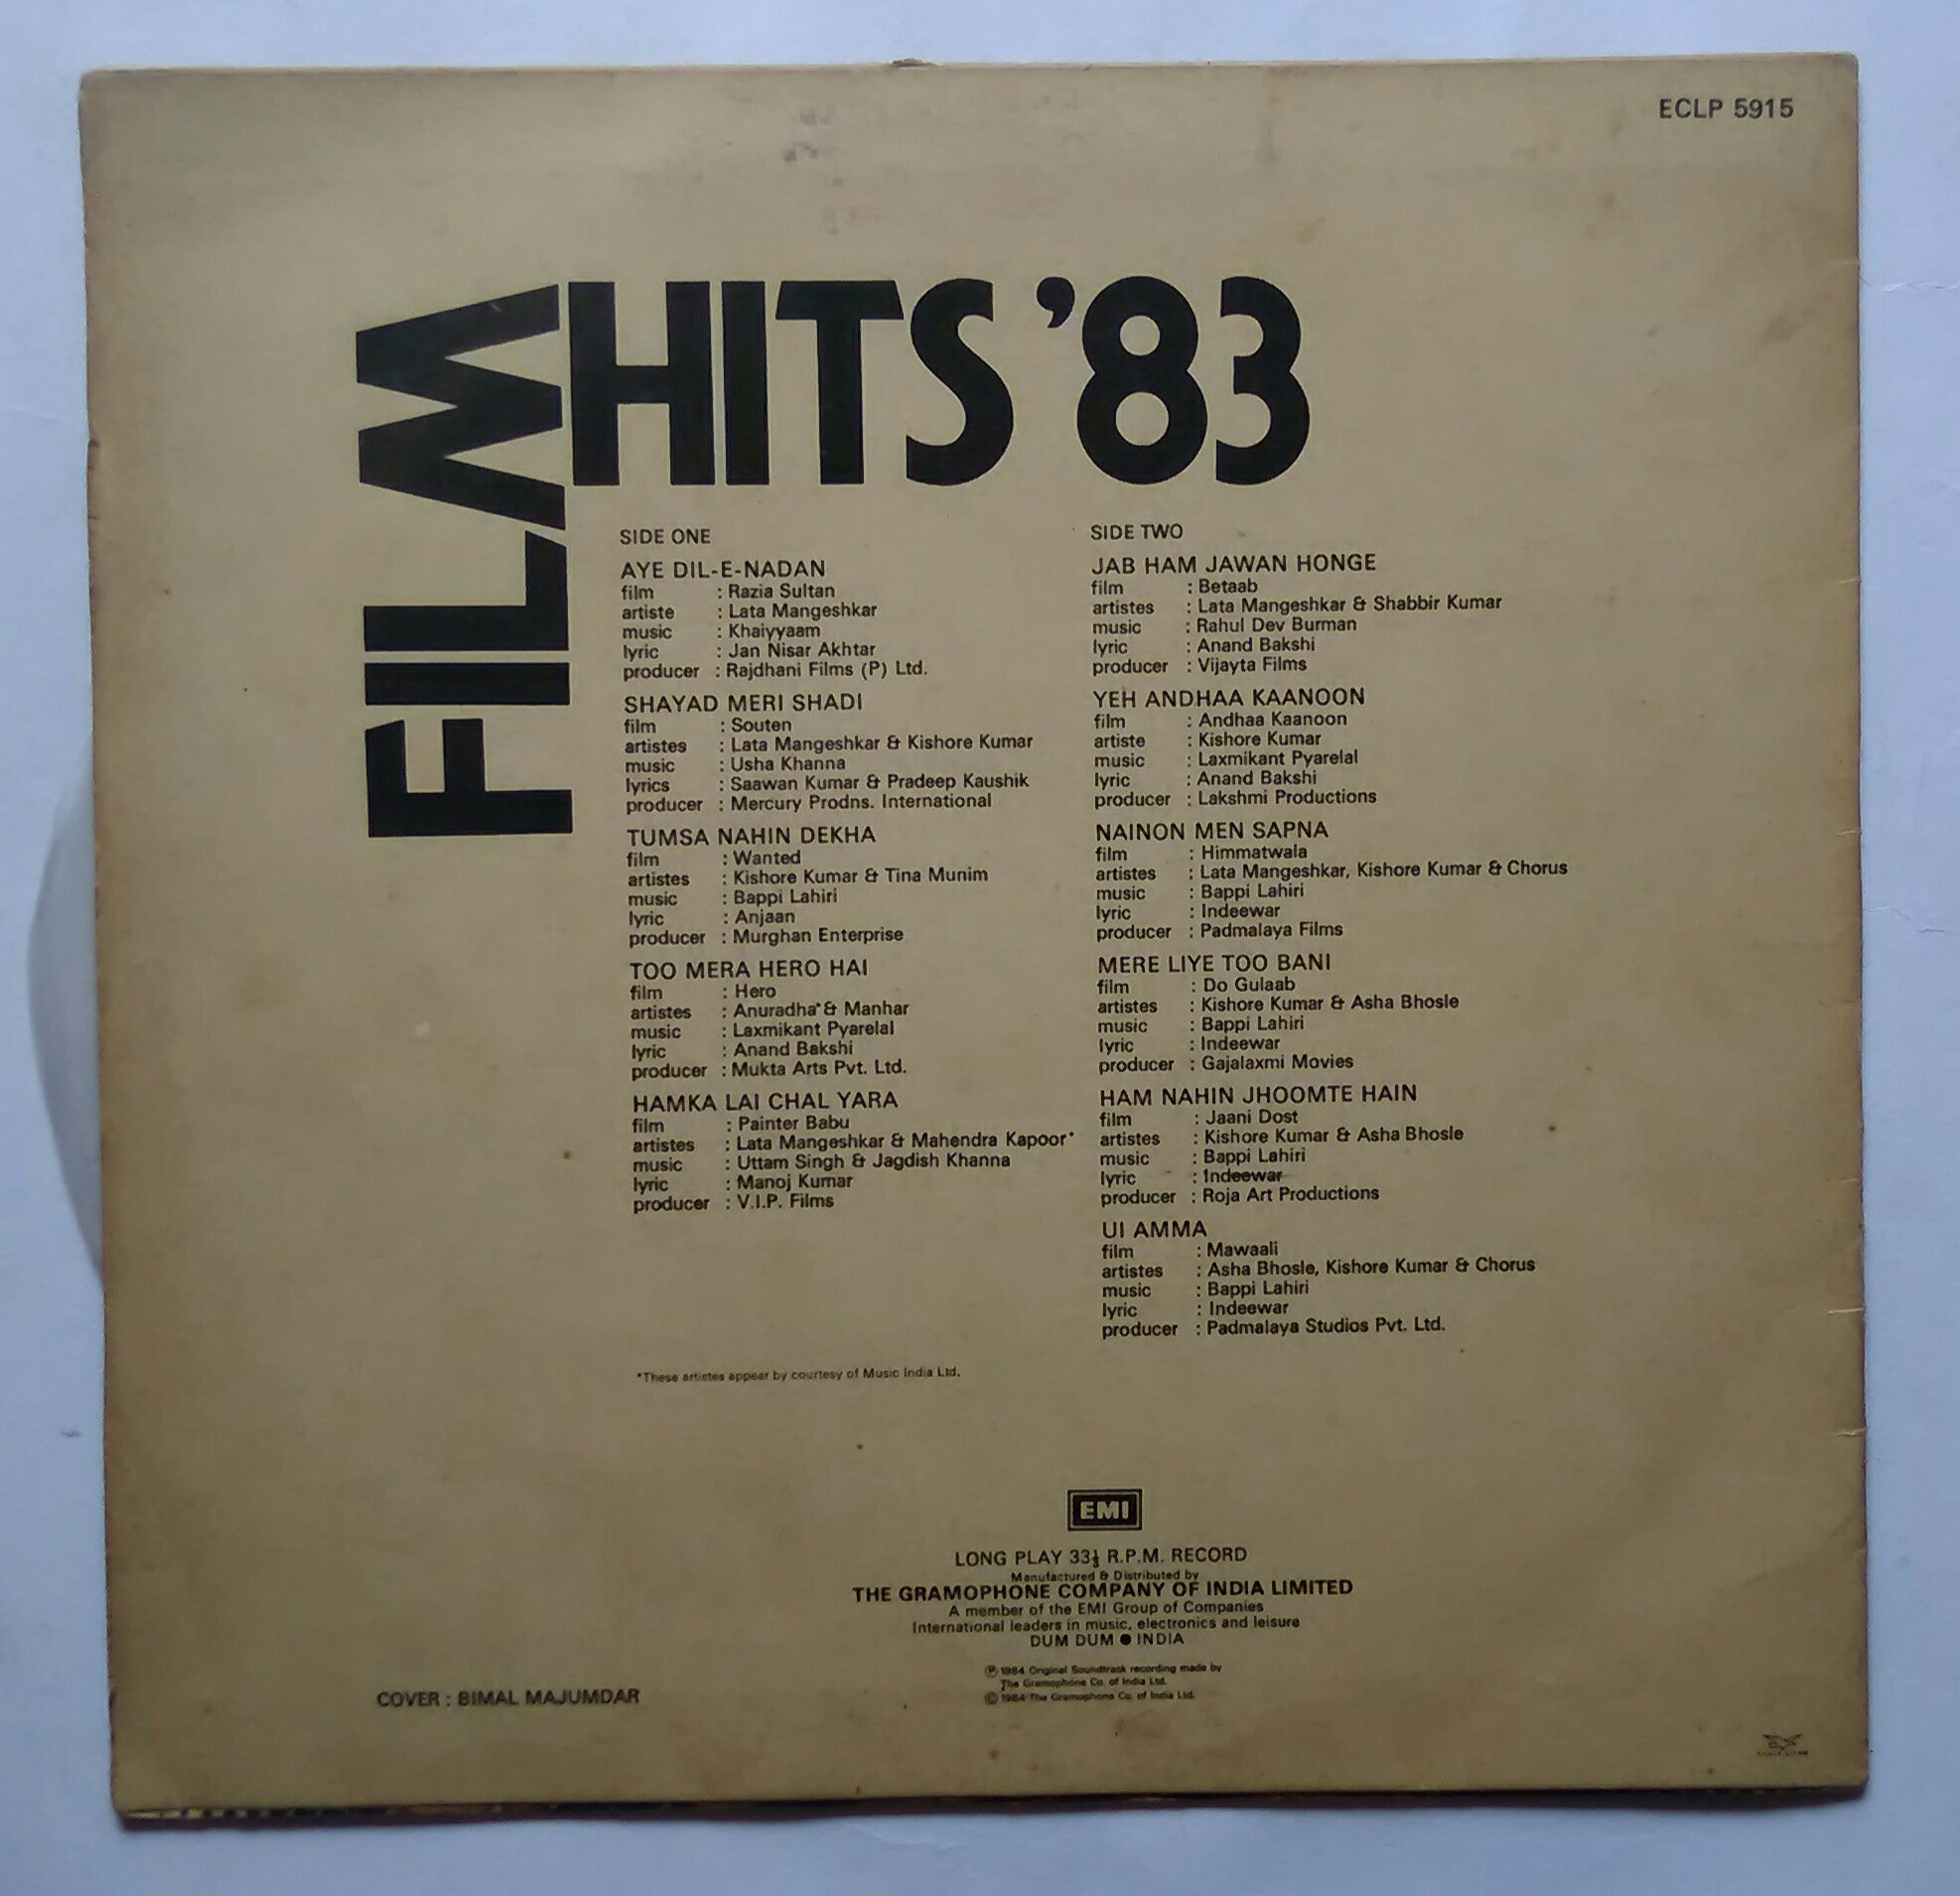 ECLP 5915
FILM
HITS '83
SIDE ONE
AYE DIL-E-NADAN
film : Razia Sultan
artiste : Lata Mangeshkar
music : Khaiyyaam
lyric : Jan Nisar Akhtar
producer : Rajdhani Films (P) Ltd.
SHAYAD MERI SHADI
film : Souten
artistes : Lata Mangeshkar & Kishore Kumar
music : Usha Khanna
lyrics : Saawan Kumar & Pradeep Kaushik
producer : Mercury Prodns. International
TUMSA NAHIN DEKHA
film : Wanted
artistes : Kishore Kumar & Tina Munim
music : Bappi Lahiri
lyric : Anjaan
producer : Murghan Enterprise
TOO MERA HERO HAI
film : Hero
artistes : Anuradha* & Manhar
music : Laxmikant Pyarelal
lyric : Anand Bakshi
producer : Mukta Arts Pvt. Ltd.
HAMKA LAI CHAL YARA
film : Painter Babu
artistes : Lata Mangeshkar & Mahendra Kapoor*
music : Uttam Singh & Jagdish Khanna
lyric : Manoj Kumar
producer : V.I.P. Films
SIDE TWO
JAB HAM JAWAN HONGE
film : Betaab
artistes : Lata Mangeshkar & Shabbir Kumar
music : Rahul Dev Burman
lyric : Anand Bakshi
producer : Vijayta Films
YEH ANDHAA KAANOON
film : Andhaa Kaanoon
artiste : Kishore Kumar
music : Laxmikant Pyarelal
lyric : Anand Bakshi
producer : Lakshmi Productions
NAINON MEN SAPNA
film : Himmatwala
artistes : Lata Mangeshkar, Kishore Kumar & Chorus
music : Bappi Lahiri
lyric : Indeewar
producer : Padmalaya Films
MERE LIYE TOO BANI
film : Do Gulaab
artistes : Kishore Kumar & Asha Bhosle
music : Bappi Lahiri
lyric : Indeewar
producer : Gajalaxmi Movies
HAM NAHIN JHOOMTE HAIN
film : Jaani Dost
artistes : Kishore Kumar & Asha Bhosle
music : Bappi Lahiri
lyric : Indeewar
producer : Roja Art Productions
UI AMMA
film : Mawaali
artistes : Asha Bhosle, Kishore Kumar & Chorus
music : Bappi Lahiri
lyric : Indeewar
producer : Padmalaya Studios Pvt. Ltd.
*These artistes appear by courtesy of Music India Ltd.
EMI
LONG PLAY 33⅓ R.P.M. RECORD
Manufactured & Distributed by
THE GRAMOPHONE COMPANY OF INDIA LIMITED
A member of the EMI Group of Companies
International leaders in music, electronics and leisure
DUM DUM ● INDIA
℗ 1984 Original Soundtrack recording made by
The Gramophone Co. of India Ltd.
© 1984 The Gramophone Co. of India Ltd.
COVER : BIMAL MAJUMDAR